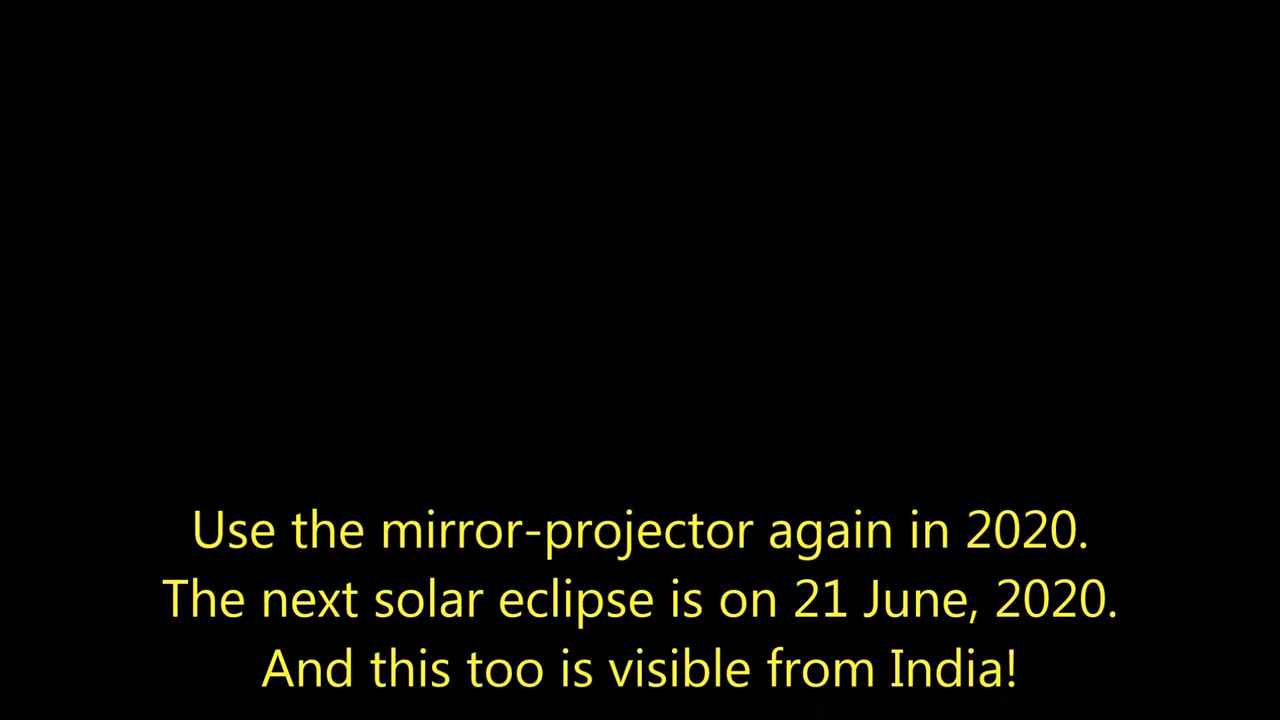 Use the mirror-projector again in 2020.
The next solar eclipse is on 21 June, 2020.
And this too is visible from India!